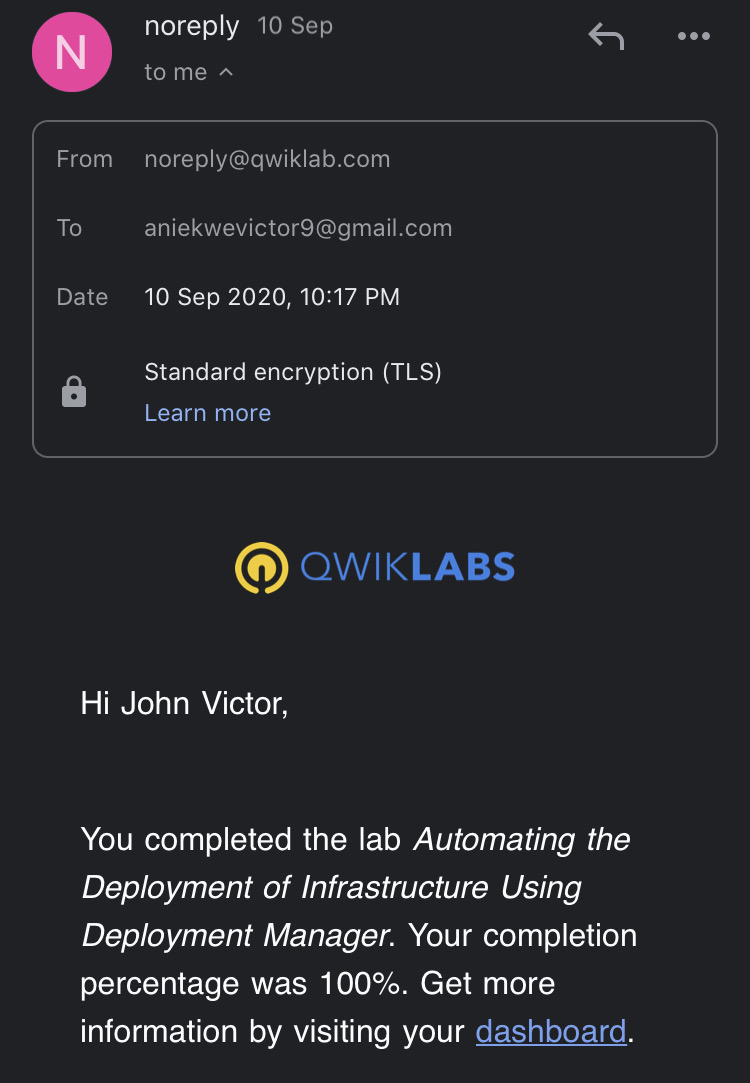 N
noreply 10 Sep
to me
From noreply@qwiklab.com
To aniekwevictor9@gmail.com
Date 10 Sep 2020, 10:17 PM
Standard encryption (TLS)
Learn more
QWIKLABS
Hi John Victor,
You completed the lab Automating the
Deployment of Infrastructure Using
Deployment Manager. Your completion
percentage was 100%. Get more
information by visiting your dashboard.